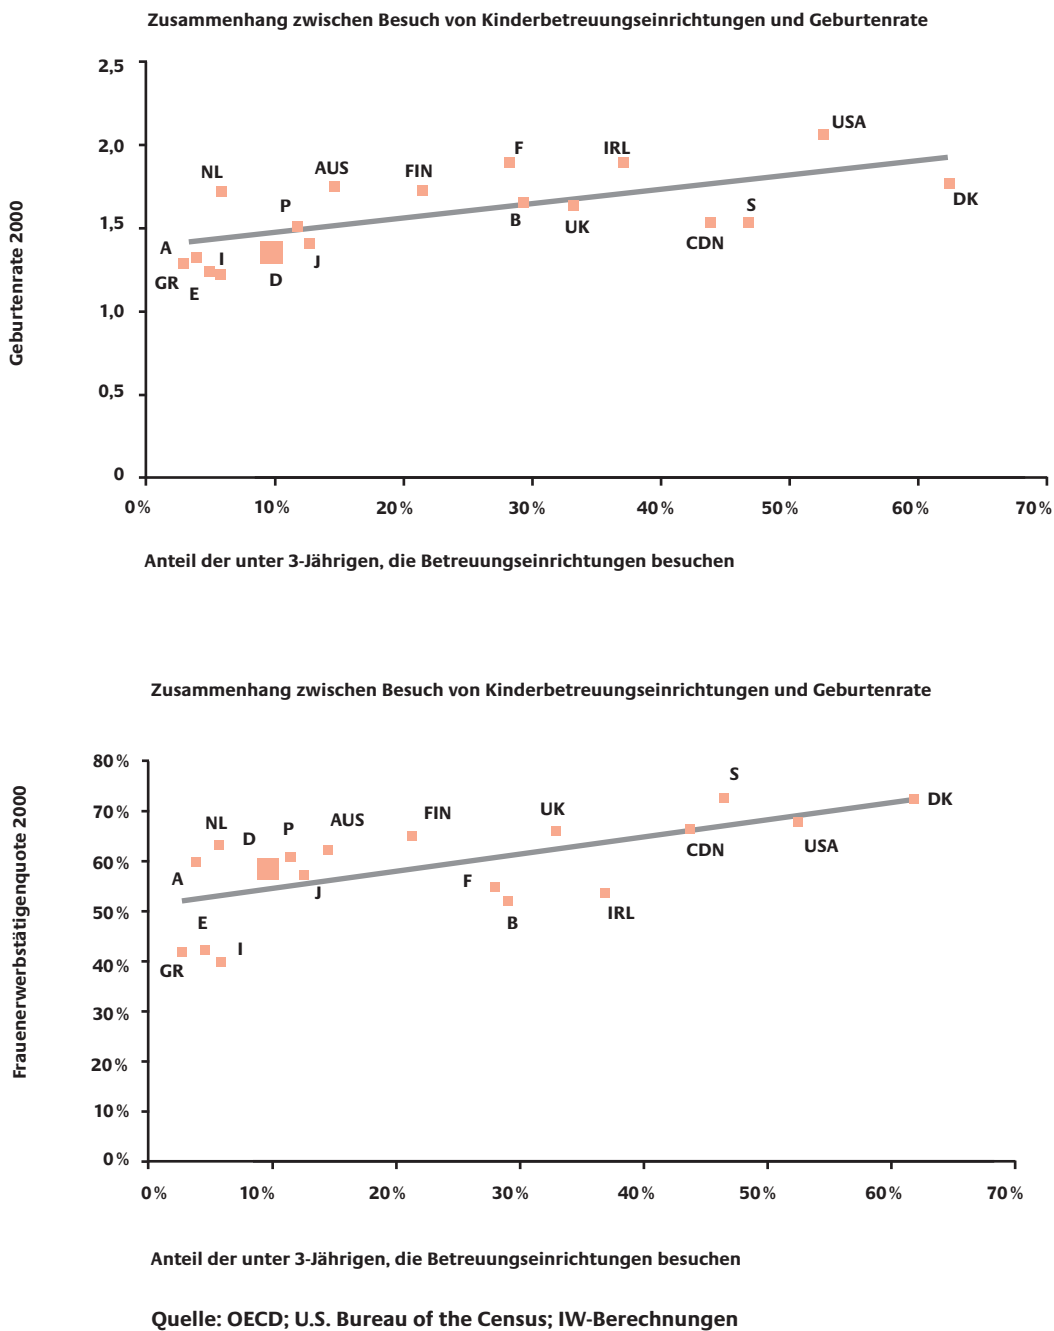 Zusammenhang zwischen Besuch von Kinderbetreuungseinrichtungen und Geburtenrate
Geburtenrate 2000
2,5
2,0
1,5
1,0
0,5
0
USA
F
IRL
NL
AUS
FIN
P
DK
B
UK
S
CDN
A
I
J
GR
E
D
0% 10% 20% 30% 40% 50% 60% 70%
Anteil der unter 3-Jährigen, die Betreuungseinrichtungen besuchen
Zusammenhang zwischen Besuch von Kinderbetreuungseinrichtungen und Geburtenrate
Frauenerwerbstätigenquote 2000
80%
70%
60%
50%
40%
30%
20%
10%
0%
S
DK
NL
D
P
AUS
FIN
UK
CDN
USA
A
J
F
B
IRL
E
I
GR
0% 10% 20% 30% 40% 50% 60% 70%
Anteil der unter 3-Jährigen, die Betreuungseinrichtungen besuchen
Quelle: OECD; U.S. Bureau of the Census; IW-Berechnungen